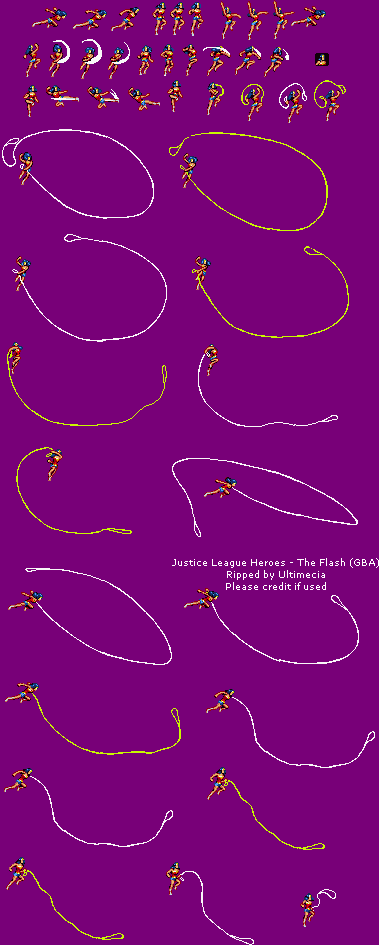 Justice League Heroes - The Flash (GBA)
Ripped by Ultimecia
Please credit if used